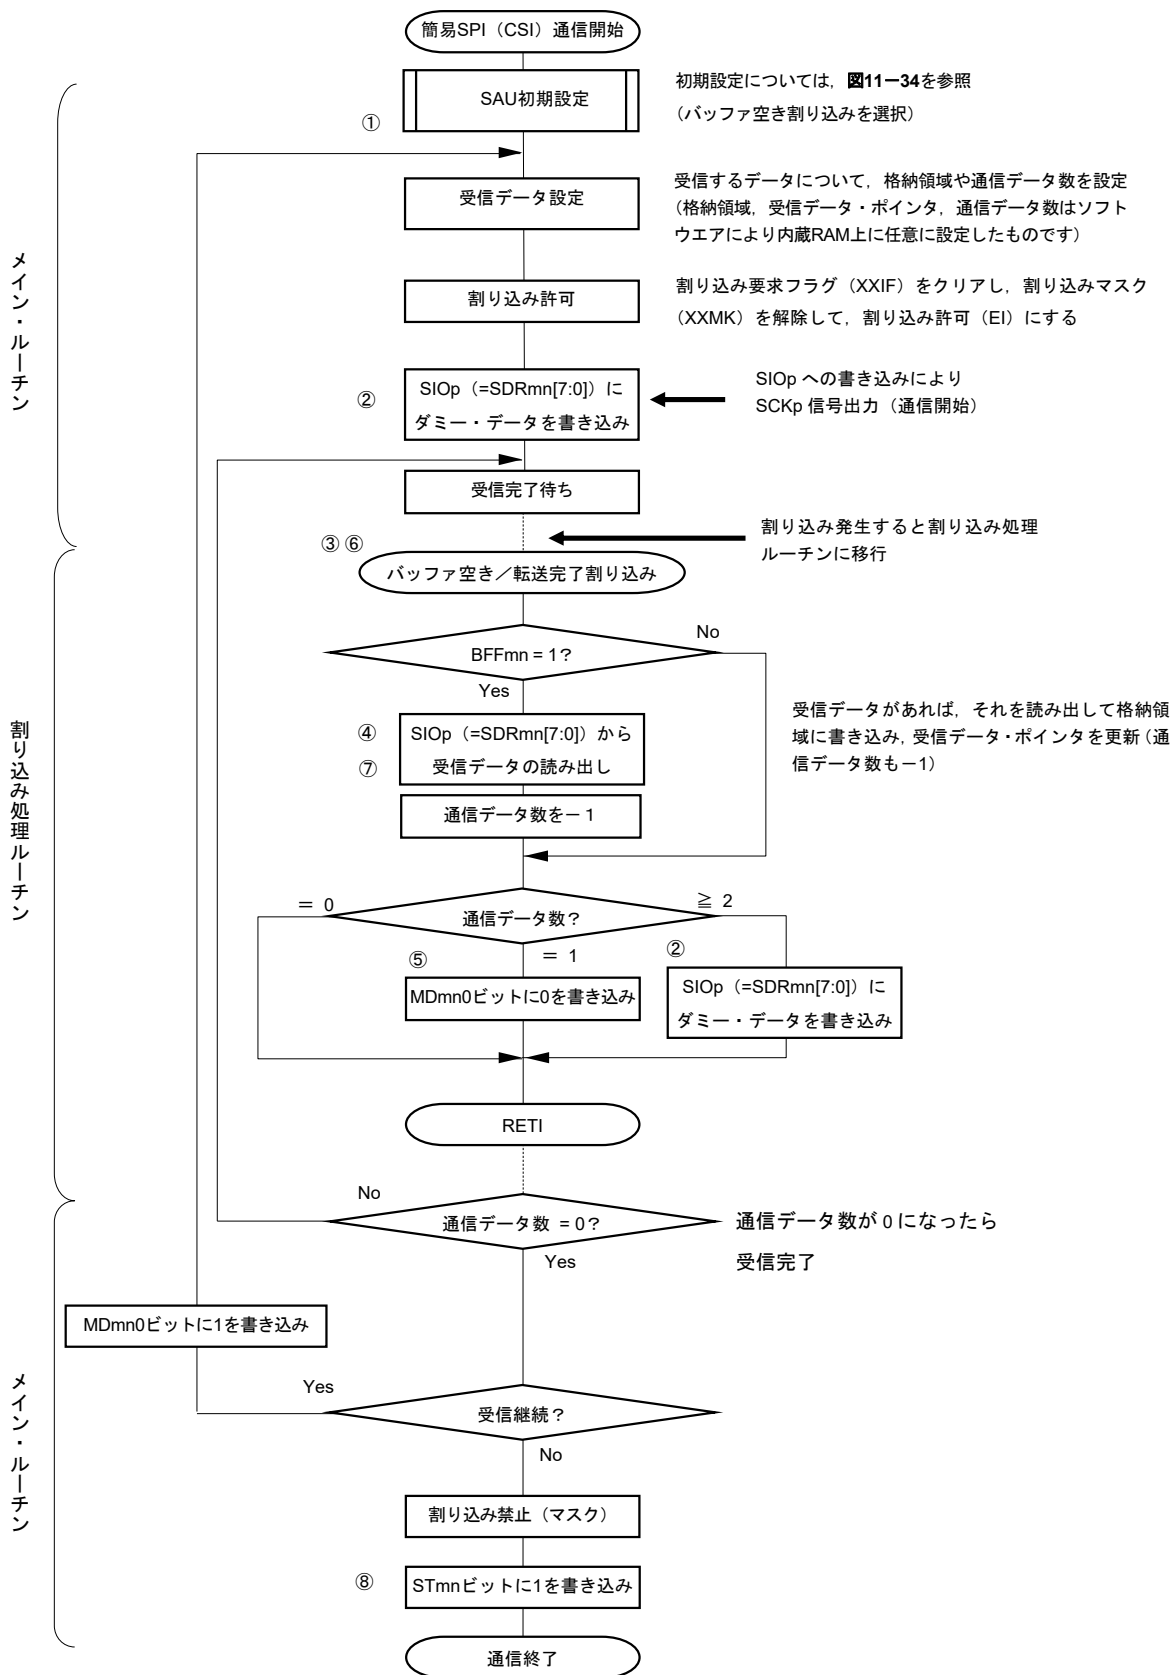 簡易SPI（CSI）通信開始
SAU初期設定
初期設定については，図11－34を参照
（バッファ空き割り込みを選択）
①
受信データ設定
受信するデータについて，格納領域や通信データ数を設定
（格納領域，受信データ・ポインタ，通信データ数はソフト
ウエアにより内蔵RAM上に任意に設定したものです）
メイン・ルーチン
割り込み許可
割り込み要求フラグ（XXIF）をクリアし，割り込みマスク
（XXMK）を解除して，割り込み許可（EI）にする
②
SIOp（=SDRmn[7:0]）に
ダミー・データを書き込み
SIOp への書き込みにより
SCKp 信号出力（通信開始）
受信完了待ち
割り込み発生すると割り込み処理
ルーチンに移行
③ ⑥
バッファ空き／転送完了割り込み
BFFmn = 1？
No
Yes
④
⑦
SIOp（=SDRmn[7:0]）から
受信データの読み出し
受信データがあれば，それを読み出して格納領
域に書き込み，受信データ・ポインタを更新（通
信データ数も－1）
割り込み処理ルーチン
通信データ数を－１
通信データ数？
＝ 0
≧ 2
＝ 1
⑤
MDmn0ビットに0を書き込み
②
SIOp（=SDRmn[7:0]）に
ダミー・データを書き込み
RETI
通信データ数 = 0？
No
Yes
通信データ数が 0 になったら
受信完了
MDmn0ビットに1を書き込み
メイン・ルーチン
受信継続？
Yes
No
割り込み禁止（マスク）
⑧
STmnビットに1を書き込み
通信終了